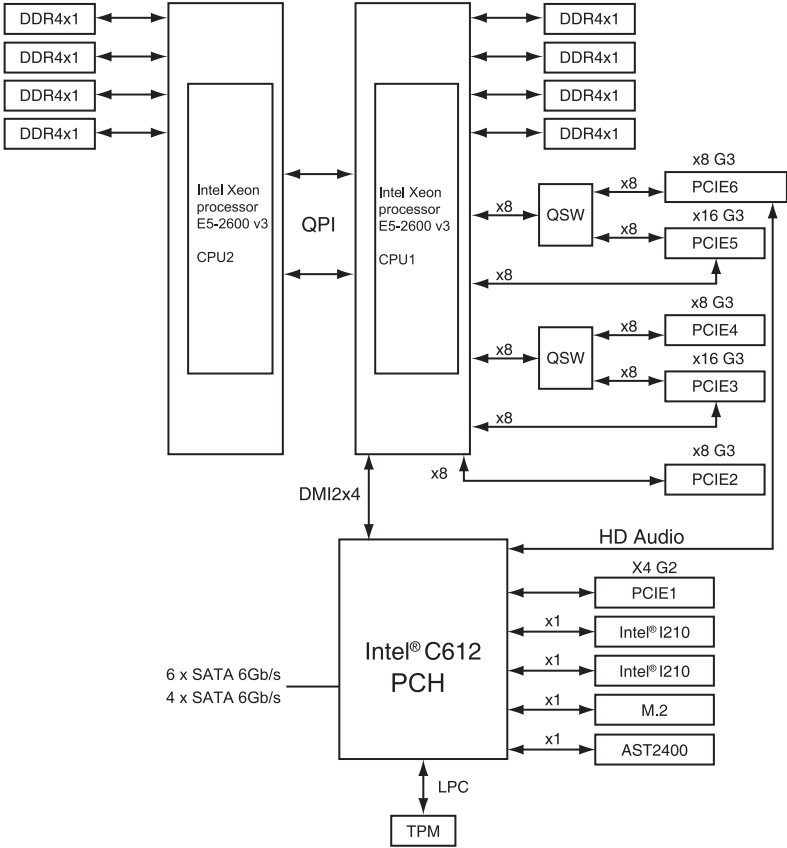 DDR4x1
DDR4x1
DDR4x1
DDR4x1
Intel Xeon
processor
E5-2600 v3
CPU2
QPI
Intel Xeon
processor
E5-2600 v3
CPU1
DDR4x1
DDR4x1
DDR4x1
DDR4x1
x8 G3
x8
PCIE6
x8
QSW
x16 G3
x8
PCIE5
x8
x8 G3
x8
PCIE4
x8
QSW
x16 G3
x8
PCIE3
x8
x8 G3
x8
PCIE2
DMI2x4
HD Audio
X4 G2
PCIE1
x1
Intel® I210
x1
Intel® I210
x1
M.2
x1
AST2400
Intel® C612
PCH
6 x SATA 6Gb/s
4 x SATA 6Gb/s
LPC
TPM